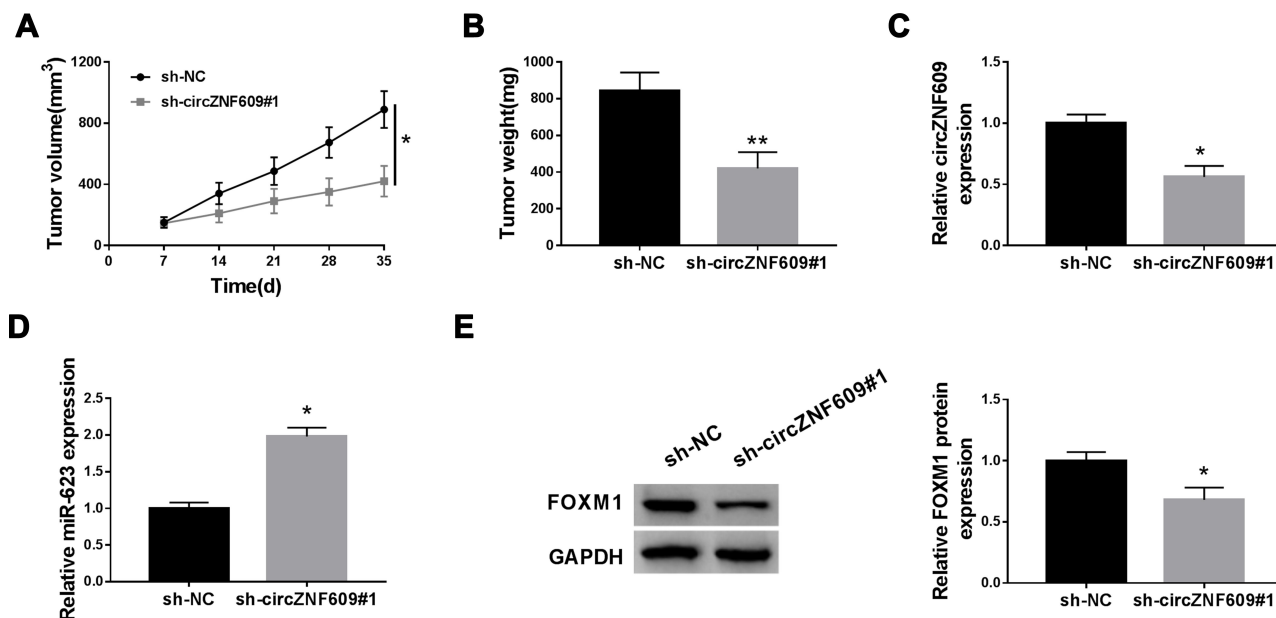 A
Tumor volume(mm3)
1200
800
400
0
sh-NC
sh-circZNF609#1
*
0 7 14 21 28 35
Time(d)
B
Tumor weight(mg)
1000
800
600
400
200
0
**
sh-NC sh-circZNF609#1
C
Relative circZNF609
expression
1.5
1.0
0.5
0.0
*
sh-NC sh-circZNF609#1
D
Relative miR-623 expression
2.5
2.0
1.5
1.0
0.5
0.0
*
sh-NC sh-circZNF609#1
E
sh-NC
sh-circZNF609#1
FOXM1
GAPDH
Relative FOXM1 protein
expression
1.5
1.0
0.5
0.0
*
sh-NC sh-circZNF609#1